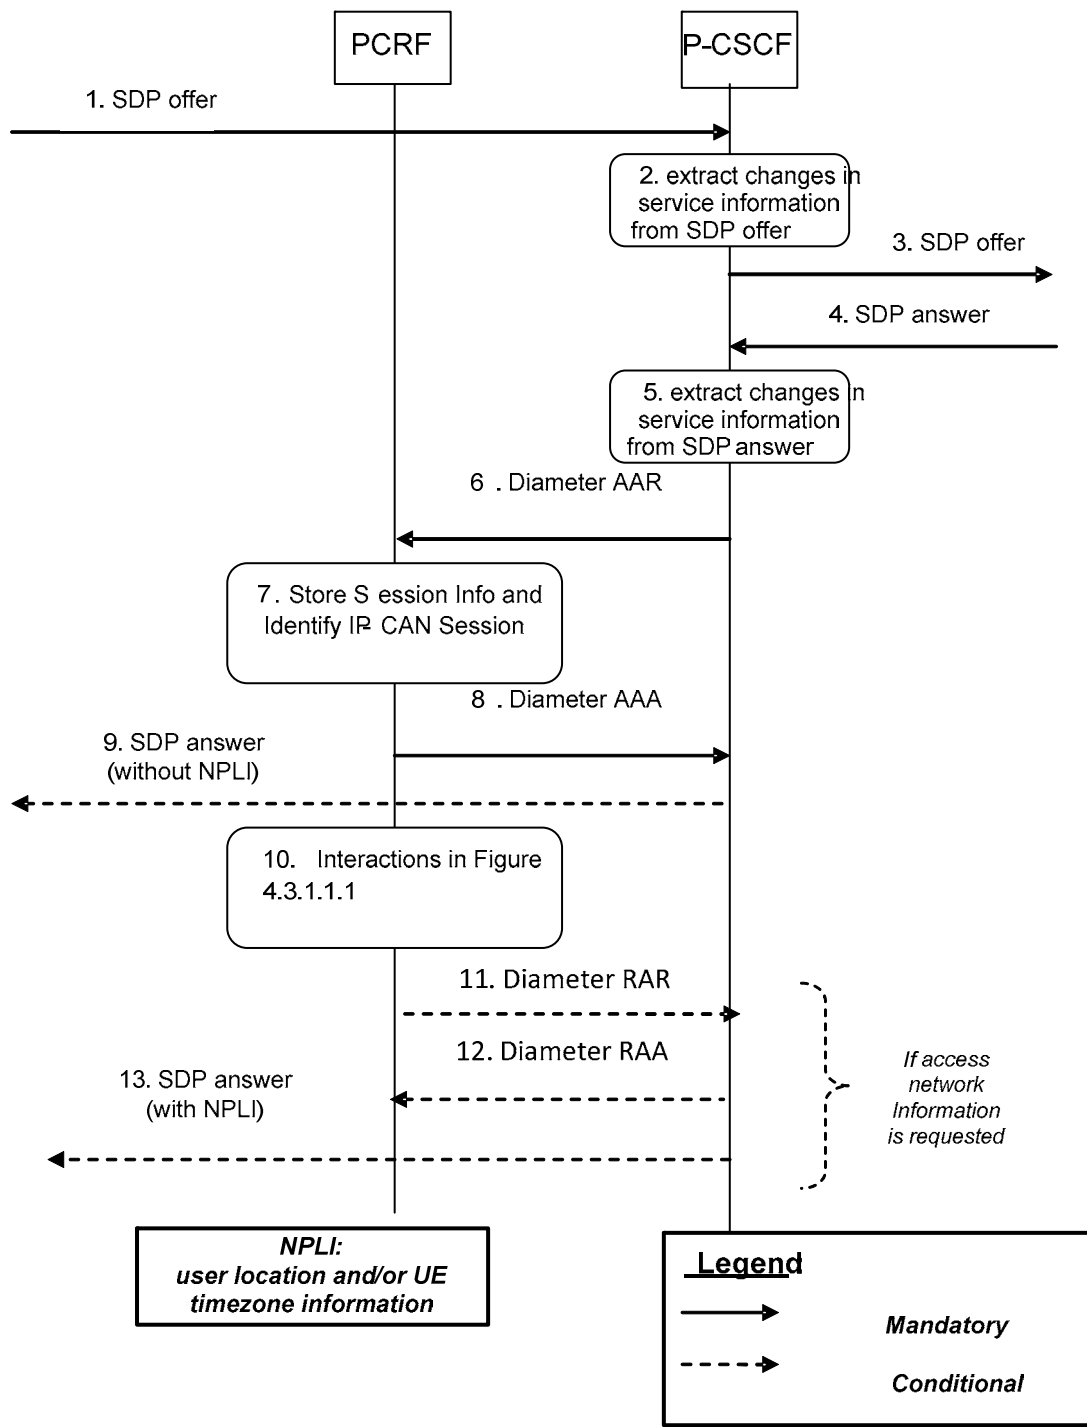 PCRF
P-CSCF
1. SDP offer
2. extract changes in
service information
from SDP offer
3. SDP offer
4. SDP answer
5. extract changes in
service information
from SDP answer
6 . Diameter AAR
7. Store S ession Info and
Identify IP- CAN Session
8 . Diameter AAA
9. SDP answer
(without NPLI)
10. Interactions in Figure
4.3.1.1.1
11. Diameter RAR
12. Diameter RAA
13. SDP answer
(with NPLI)
If access
network
Information
is requested
NPLI:
user location and/or UE
timezone information
Legend
Mandatory
Conditional